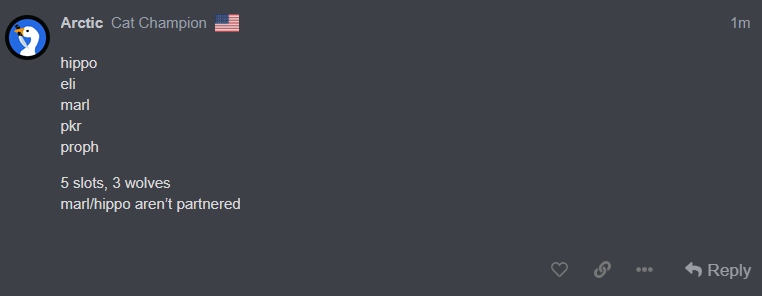 Arctic Cat Champion 1m
hippo
eli
marl
pkr
proph
5 slots, 3 wolves
marl/hippo aren’t partnered
Reply